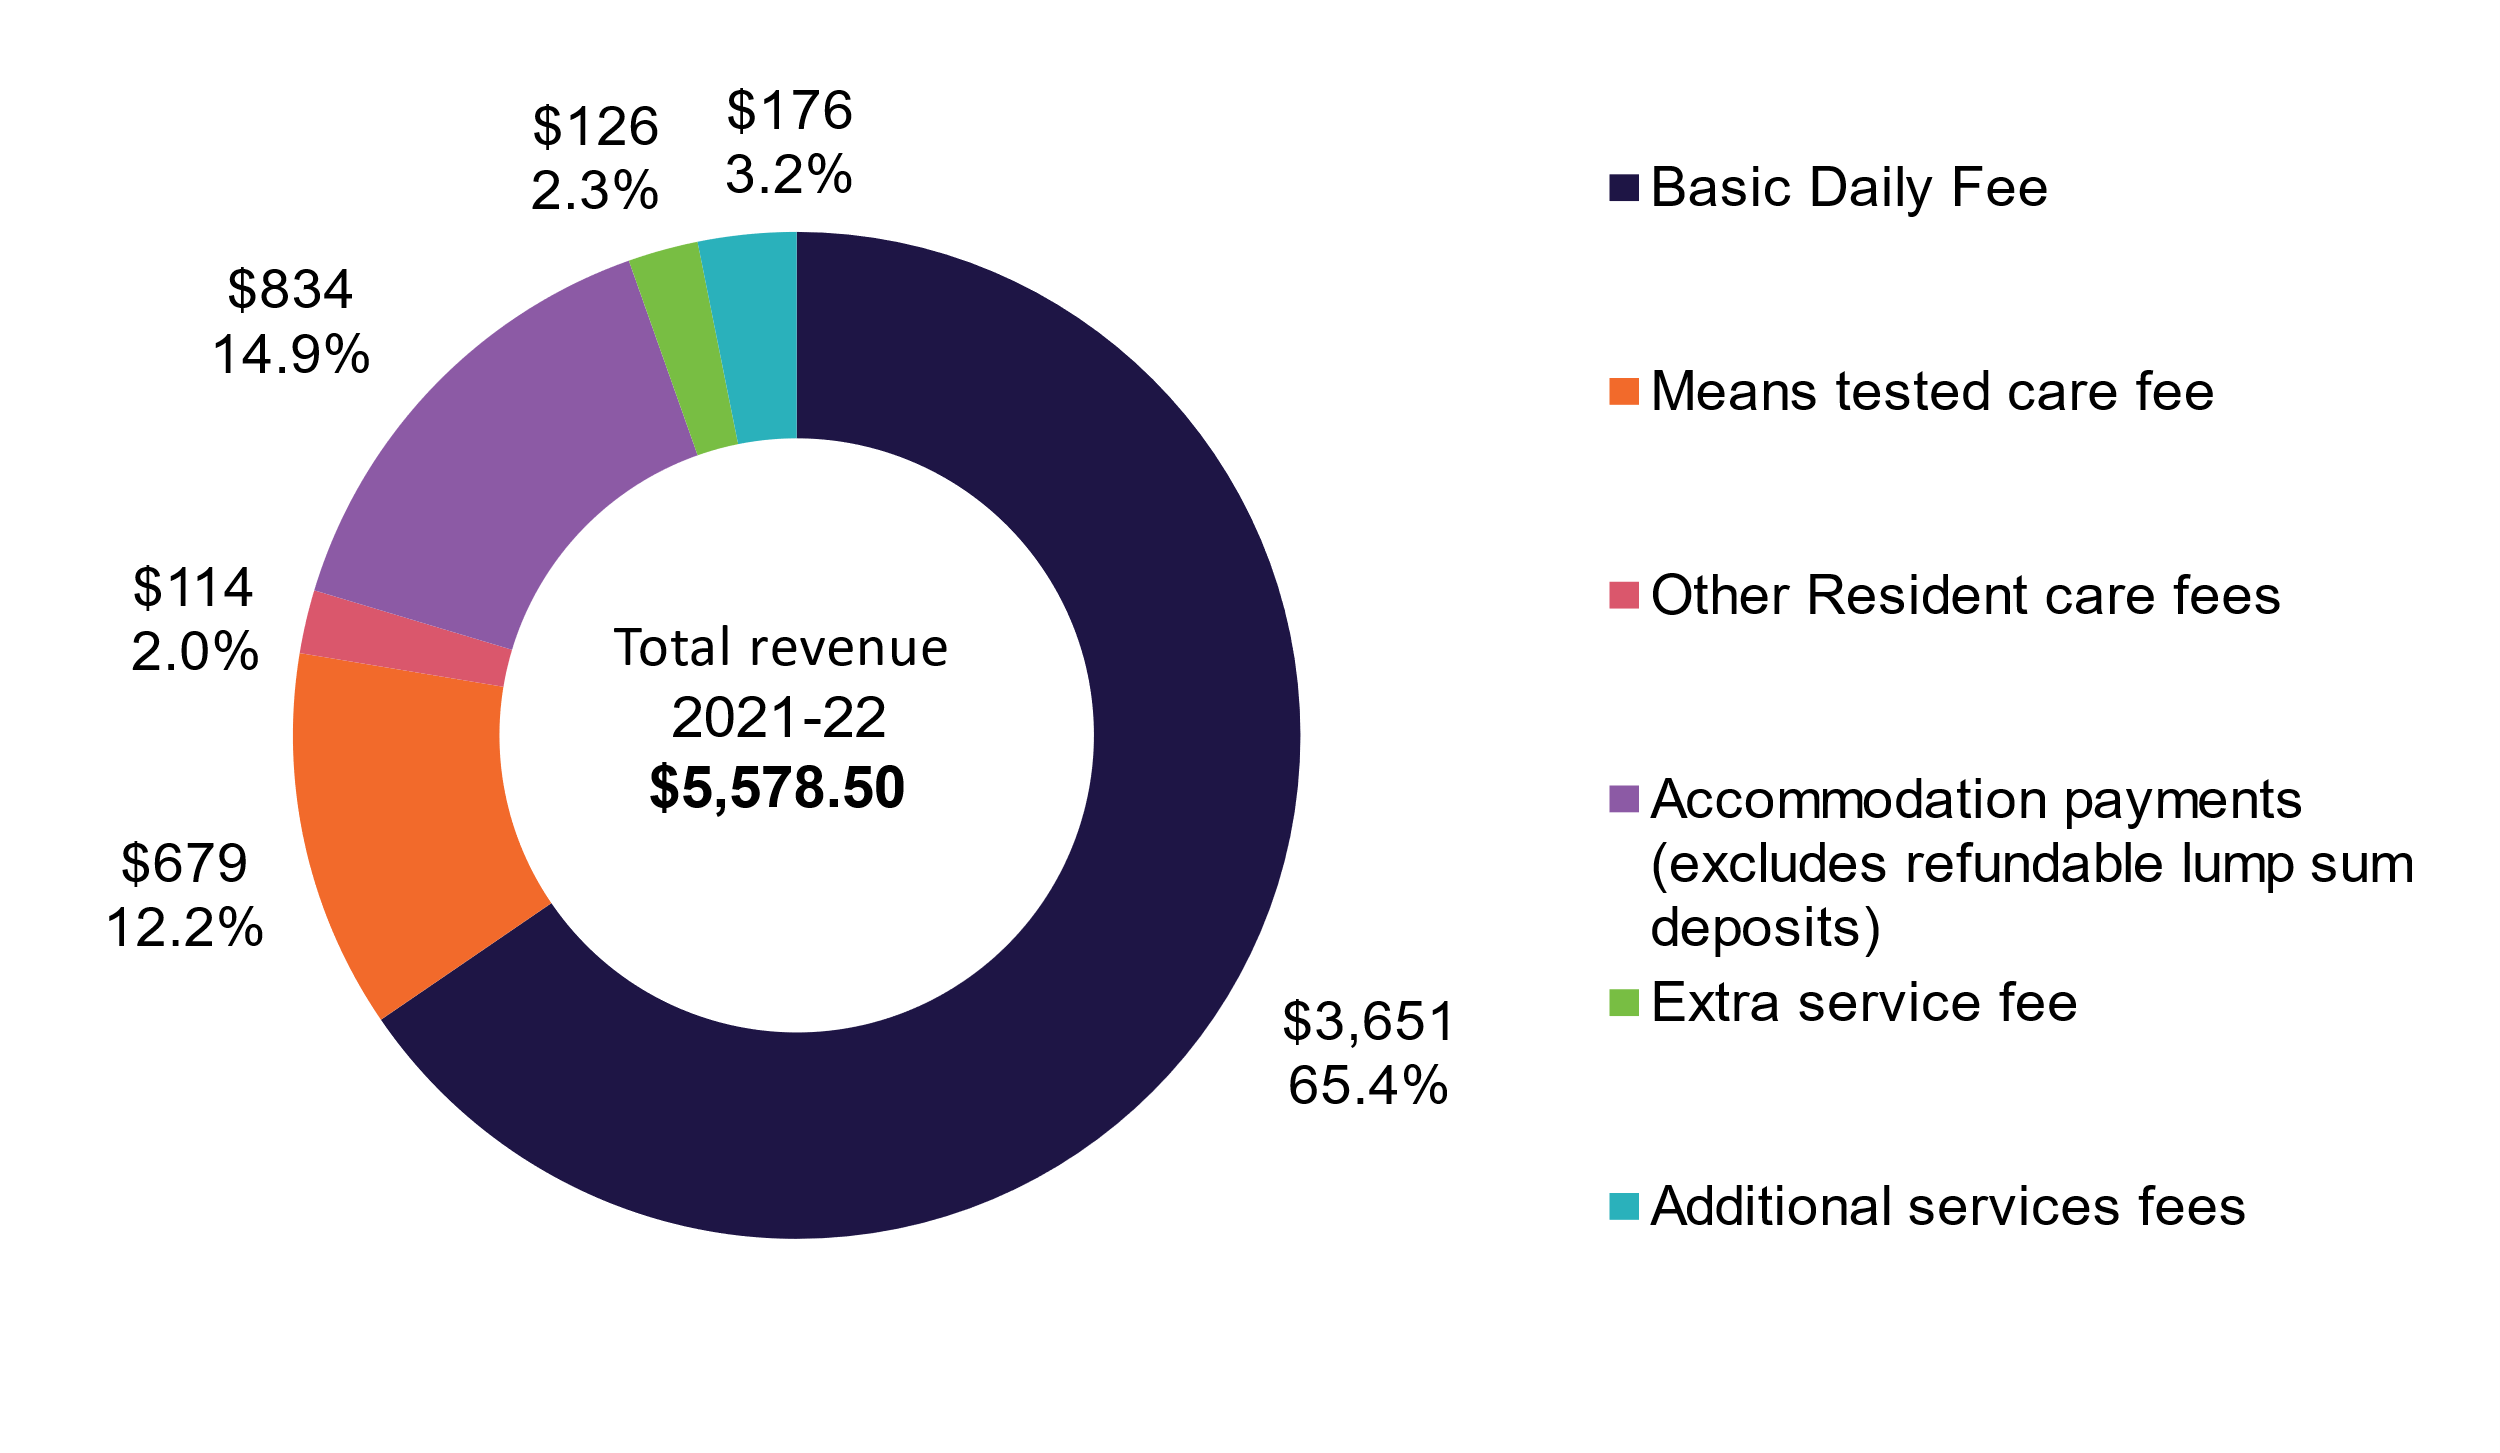 $126
2.3%
$176
3.2%
$834
14.9%
$114
2.0%
$679
12.2%
$3,651
65.4%
Total revenue
2021-22
$5,578.50
Basic Daily Fee
Means tested care fee
Other Resident care fees
Accommodation payments
(excludes refundable lump sum
deposits)
Extra service fee
Additional services fees